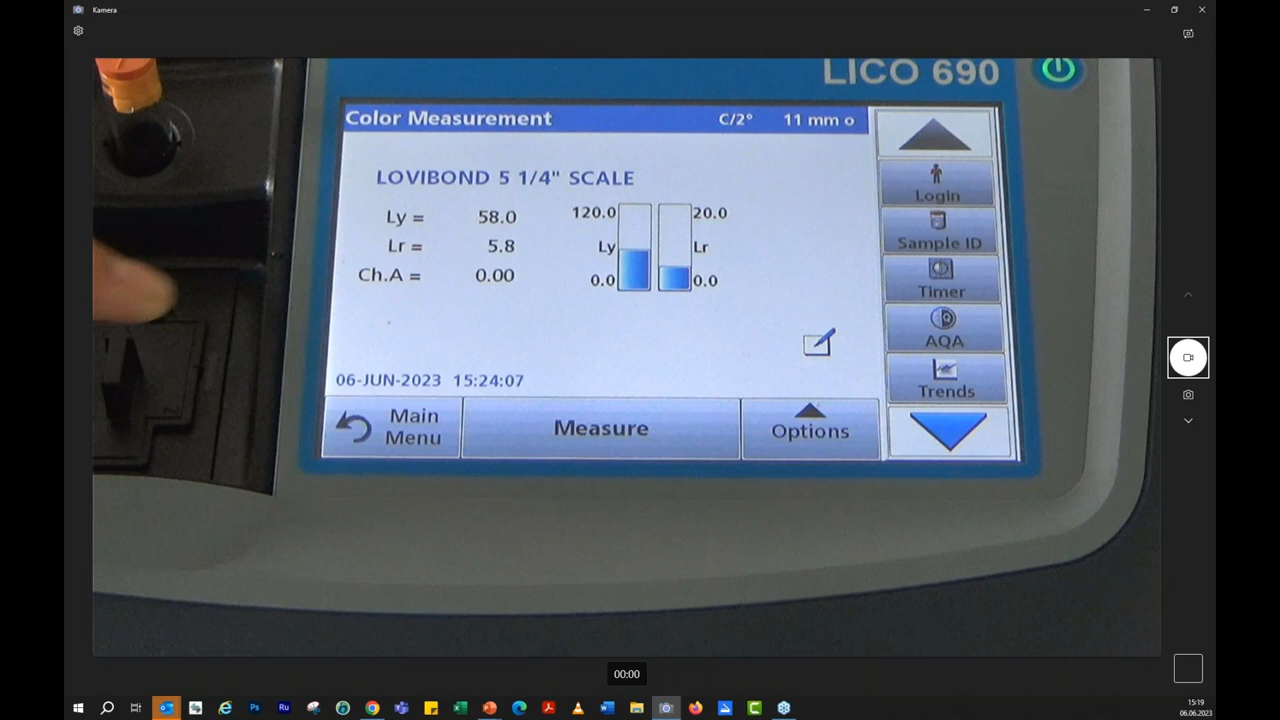 Kamera
LICO 690
Color Measurement C/2° 11 mm o
LOVIBOND 5 1/4" SCALE
Ly = 58.0
Lr = 5.8
Ch.A = 0.00
120.0 20.0
Ly Lr
0.0 0.0
06-JUN-2023 15:24:07
Main Menu
Measure
Options
Login
Sample ID
Timer
AQA
Trends
00:00
Ps
Ru
15:19
06.06.2023